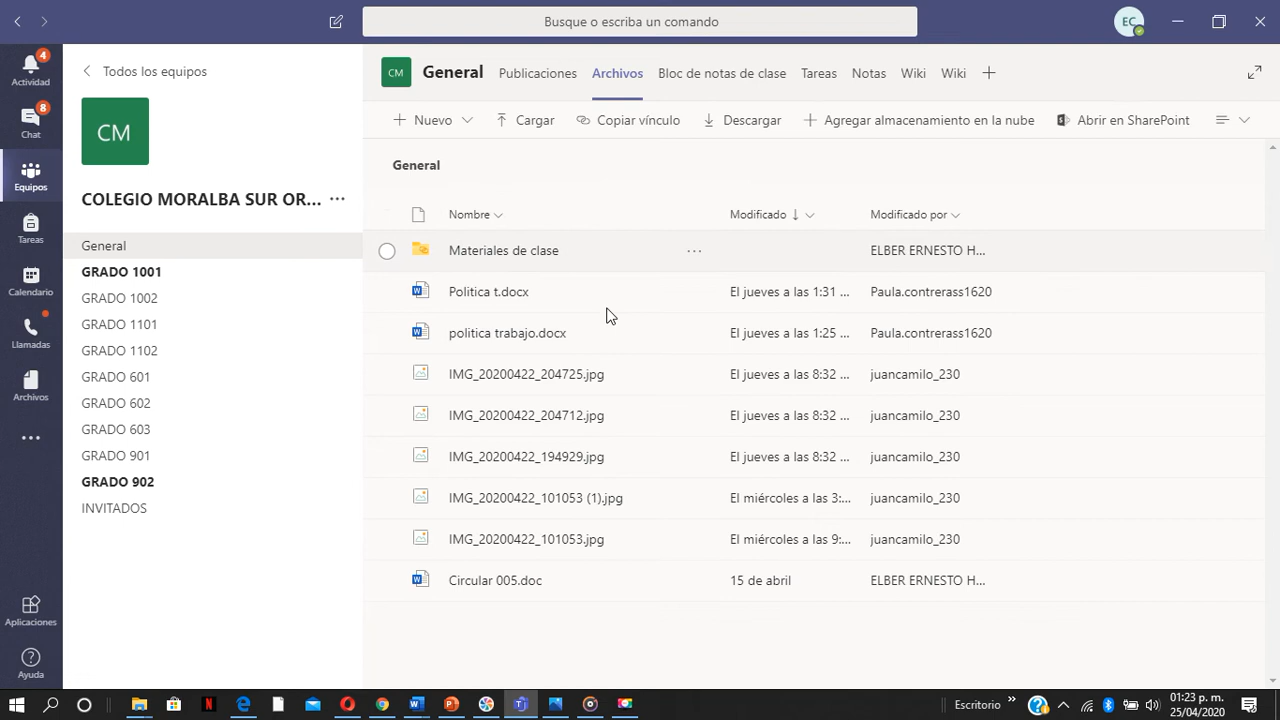 Busque o escriba un comando
EC
4
Actividad
8
Chat
Equipos
Tareas
Calendario
Llamadas
Archivos
Aplicaciones
Ayuda
Todos los equipos
CM
COLEGIO MORALBA SUR OR...
General
GRADO 1001
GRADO 1002
GRADO 1101
GRADO 1102
GRADO 601
GRADO 602
GRADO 603
GRADO 901
GRADO 902
INVITADOS
CM General Publicaciones Archivos Bloc de notas de clase Tareas Notas Wiki Wiki
Nuevo Cargar Copiar vínculo Descargar Agregar almacenamiento en la nube Abrir en SharePoint
General
Nombre Modificado Modificado por
Materiales de clase ELBER ERNESTO H...
Politica t.docx El jueves a las 1:31 ... Paula.contrerass1620
politica trabajo.docx El jueves a las 1:25 ... Paula.contrerass1620
IMG_20200422_204725.jpg El jueves a las 8:32 ... juancamilo_230
IMG_20200422_204712.jpg El jueves a las 8:32 ... juancamilo_230
IMG_20200422_194929.jpg El jueves a las 8:32 ... juancamilo_230
IMG_20200422_101053 (1).jpg El miércoles a las 3:... juancamilo_230
IMG_20200422_101053.jpg El miércoles a las 9:... juancamilo_230
Circular 005.doc 15 de abril ELBER ERNESTO H...
Escritorio
01:23 p. m.
25/04/2020